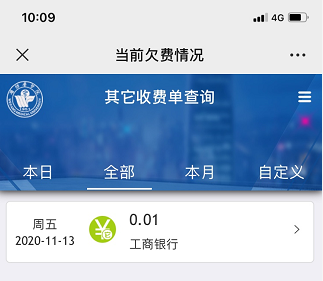 10:09
4G
当前欠费情况
其它收费单查询
本日 全部 本月 自定义
周五
2020-11-13
0.01
工商银行